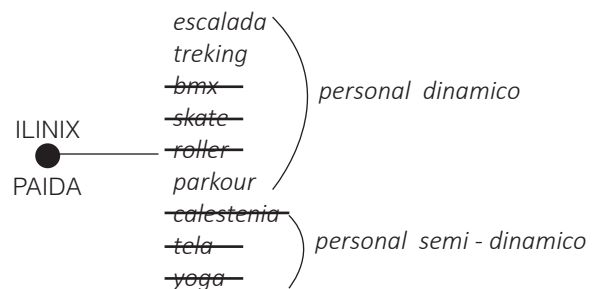 escalada
treking
bmx
personal dinamico
skate
ILINIX
roller
PAIDA
parkour
calestenia
tela
personal semi - dinamico
yoga